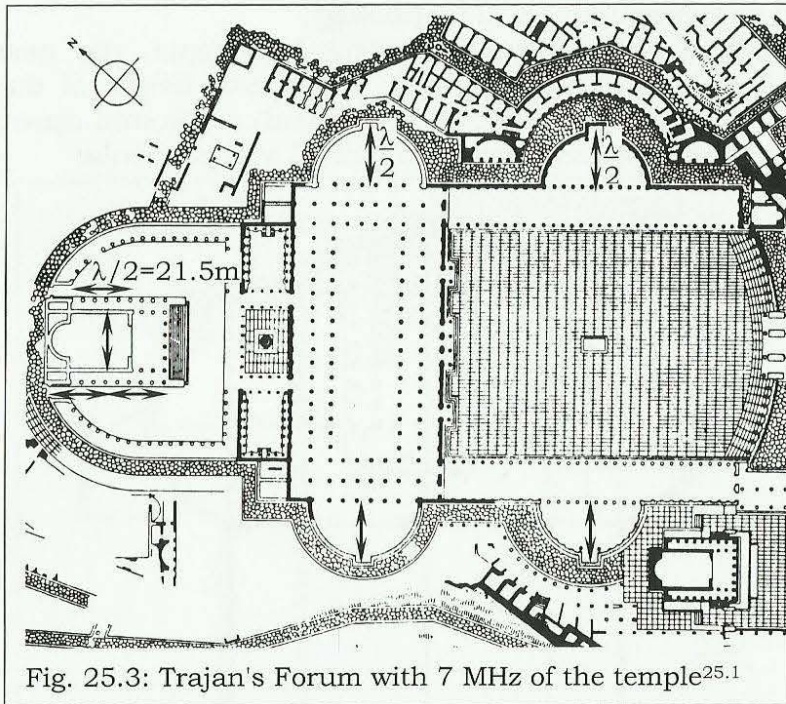 N
λ
2
λ
2
λ/2=21.5m
Fig. 25.3: Trajan's Forum with 7 MHz of the temple25.1